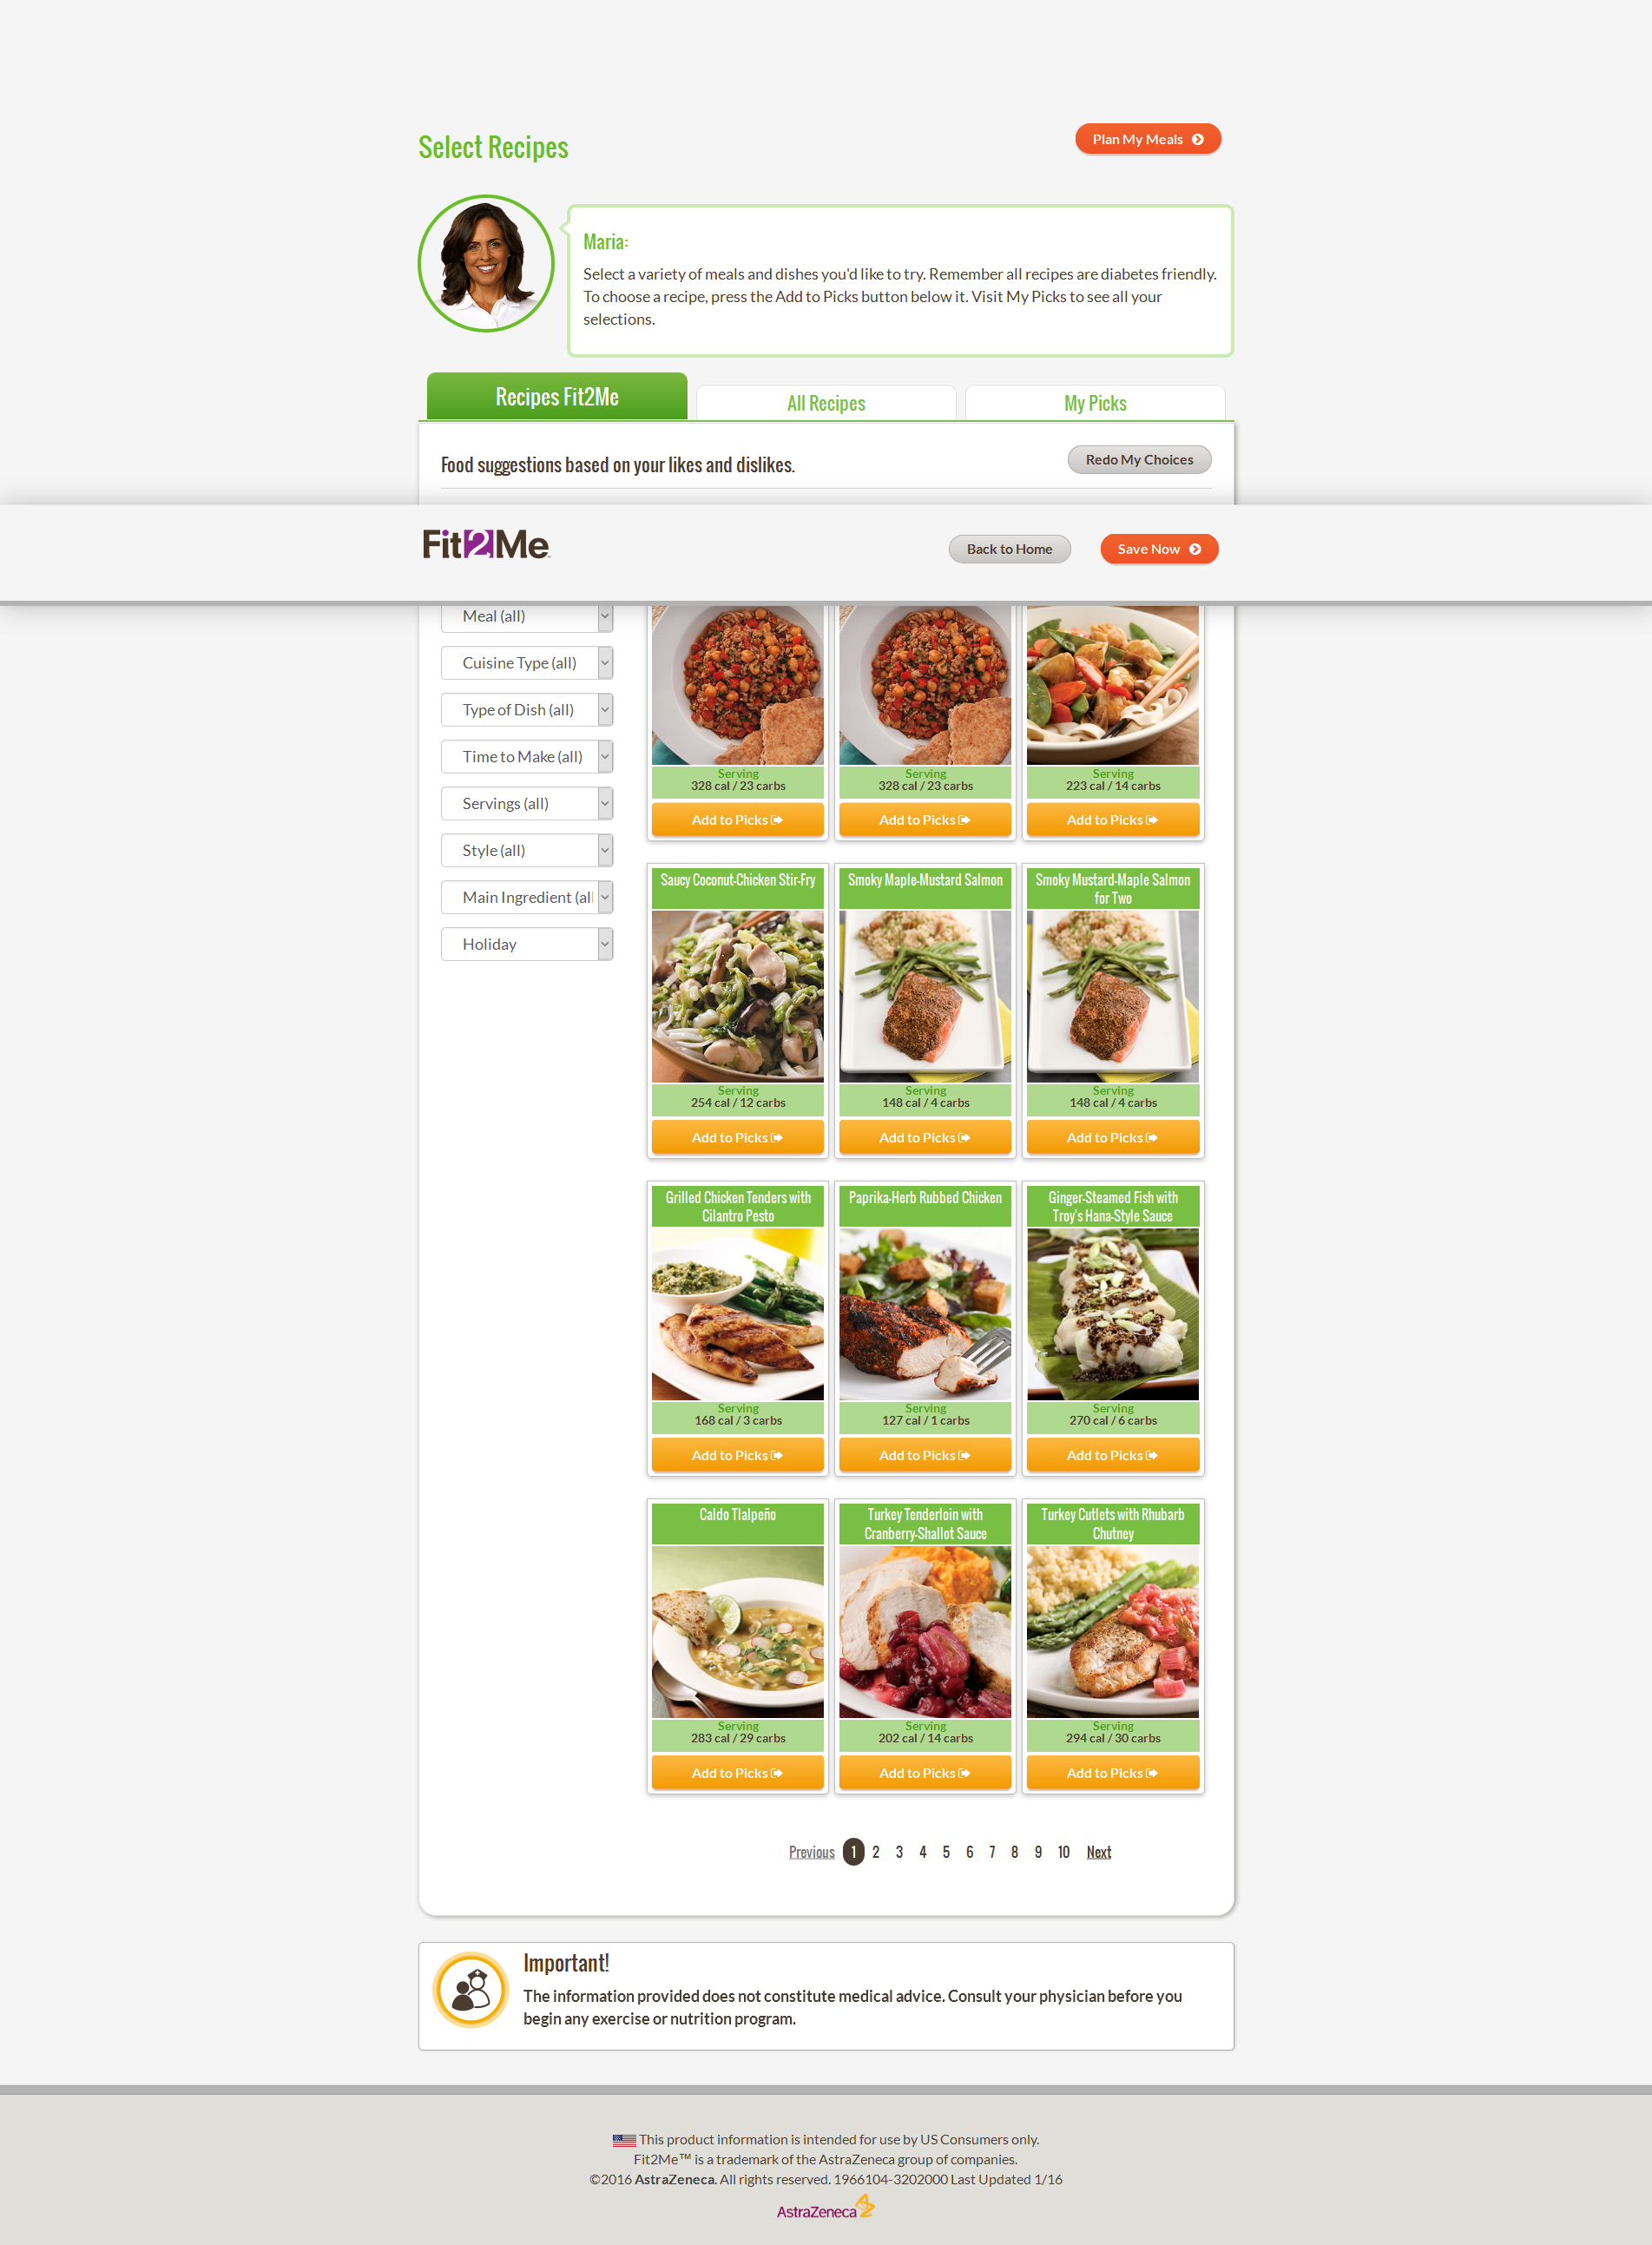 Select Recipes
Plan My Meals
Maria:
Select a variety of meals and dishes you'd like to try. Remember all recipes are diabetes friendly.
To choose a recipe, press the Add to Picks button below it. Visit My Picks to see all your
selections.
Recipes Fit2Me
All Recipes
My Picks
Food suggestions based on your likes and dislikes.
Redo My Choices
Fit2Me
Back to Home
Save Now
Meal (all)
Cuisine Type (all)
Type of Dish (all)
Time to Make (all)
Servings (all)
Style (all)
Main Ingredient (all
Holiday
Serving
328 cal / 23 carbs
Add to Picks
Serving
328 cal / 23 carbs
Add to Picks
Serving
223 cal / 14 carbs
Add to Picks
Saucy Coconut-Chicken Stir-Fry
Serving
254 cal / 12 carbs
Add to Picks
Smoky Maple-Mustard Salmon
Serving
148 cal / 4 carbs
Add to Picks
Smoky Mustard-Maple Salmon
for Two
Serving
148 cal / 4 carbs
Add to Picks
Grilled Chicken Tenders with
Cilantro Pesto
Serving
168 cal / 3 carbs
Add to Picks
Paprika-Herb Rubbed Chicken
Serving
127 cal / 1 carbs
Add to Picks
Ginger-Steamed Fish with
Troy's Hana-Style Sauce
Serving
270 cal / 6 carbs
Add to Picks
Caldo Tlalpeño
Serving
283 cal / 29 carbs
Add to Picks
Turkey Tenderloin with
Cranberry-Shallot Sauce
Serving
202 cal / 14 carbs
Add to Picks
Turkey Cutlets with Rhubarb
Chutney
Serving
294 cal / 30 carbs
Add to Picks
Previous 1 2 3 4 5 6 7 8 9 10 Next
Important!
The information provided does not constitute medical advice. Consult your physician before you
begin any exercise or nutrition program.
This product information is intended for use by US Consumers only.
Fit2Me™ is a trademark of the AstraZeneca group of companies.
©2016 AstraZeneca. All rights reserved. 1966104-3202000 Last Updated 1/16
AstraZeneca